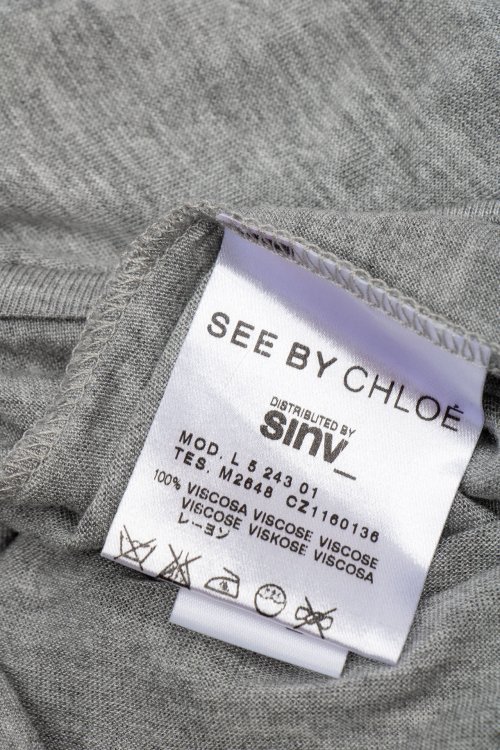 SEE BY CHLOÉ
DISTRIBUTED BY
sinv_
MOD. L 5 243 01
TES. M2648 CZ1160136
100% VISCOSA VISCOSE VISCOSE
VISCOSE VISKOSE VISCOSA
レーヨン